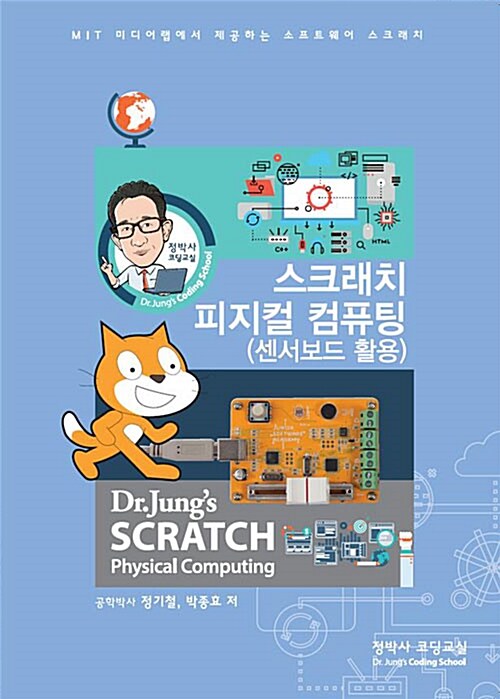 MIT 미디어랩에서 제공하는 소프트웨어 스크래치
</>
HTML
C++
정박사
코딩교실
Dr.Jung's Coding School
스크래치
피지컬 컴퓨팅
(센서보드 활용)
Dr.Jung's
SCRATCH
Physical Computing
공학박사 정기철, 박종효 저
정박사 코딩교실
Dr. Jung's Coding School